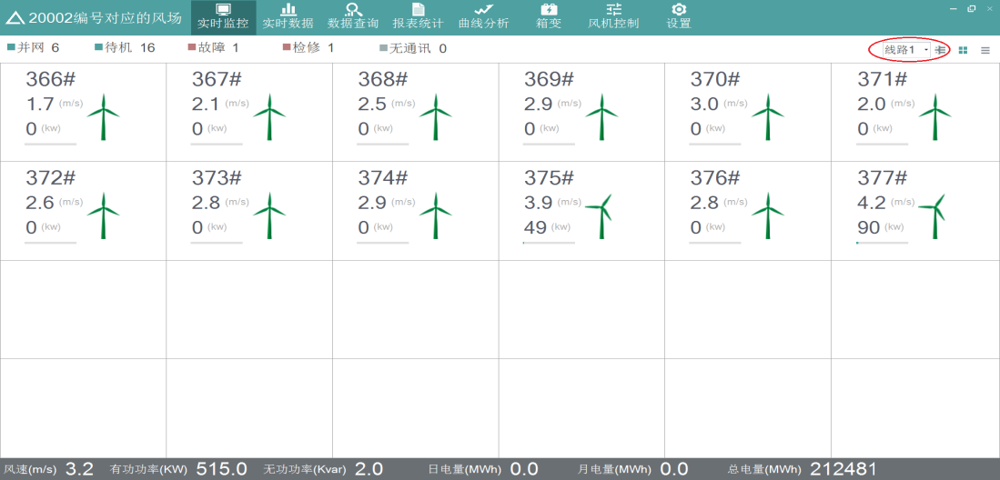 20002编号对应的风场 实时监控 实时数据 数据查询 报表统计 曲线分析 箱变 风机控制 设置
并网 6 待机 16 故障 1 检修 1 无通讯 0 线路1
366# 367# 368# 369# 370# 371#
1.7 (m/s) 2.1 (m/s) 2.5 (m/s) 2.9 (m/s) 3.0 (m/s) 2.0 (m/s)
0 (kw) 0 (kw) 0 (kw) 0 (kw) 0 (kw) 0 (kw)
372# 373# 374# 375# 376# 377#
2.6 (m/s) 2.8 (m/s) 2.9 (m/s) 3.9 (m/s) 2.8 (m/s) 4.2 (m/s)
0 (kw) 0 (kw) 0 (kw) 49 (kw) 0 (kw) 90 (kw)
风速(m/s) 3.2 有功功率(KW) 515.0 无功功率(Kvar) 2.0 日电量(MWh) 0.0 月电量(MWh) 0.0 总电量(MWh) 212481